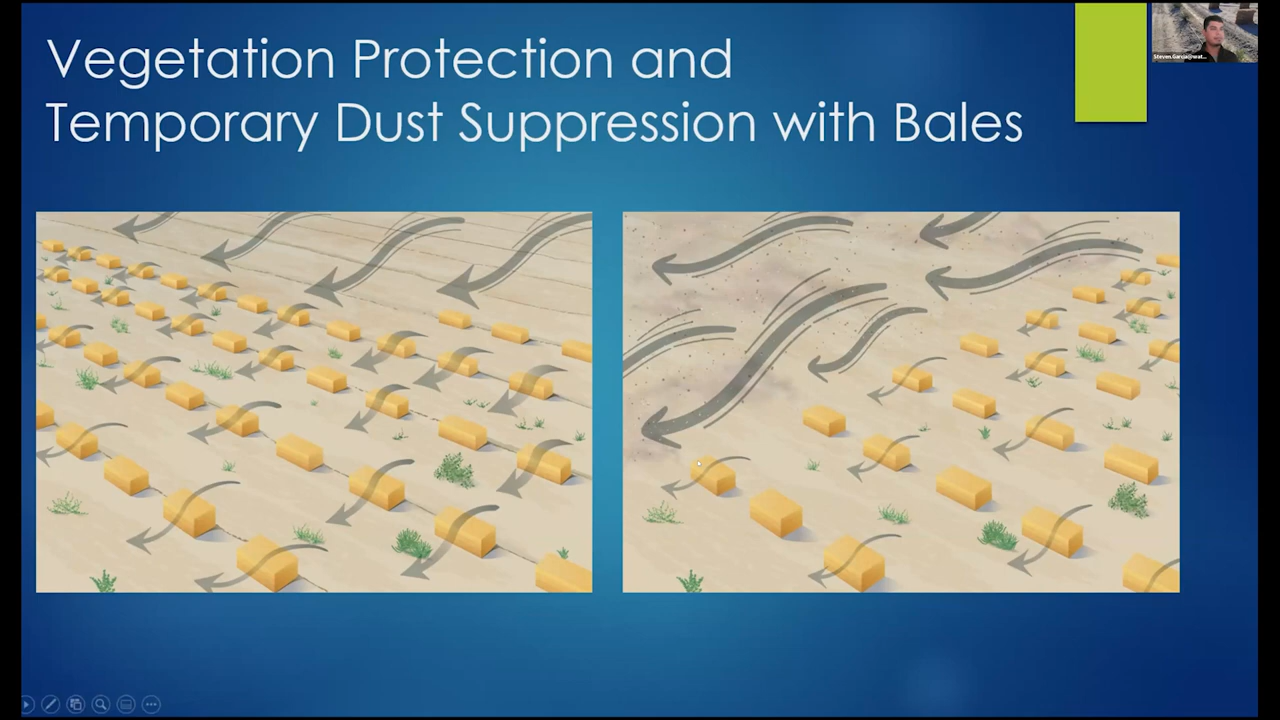 Vegetation Protection and
Temporary Dust Suppression with Bales